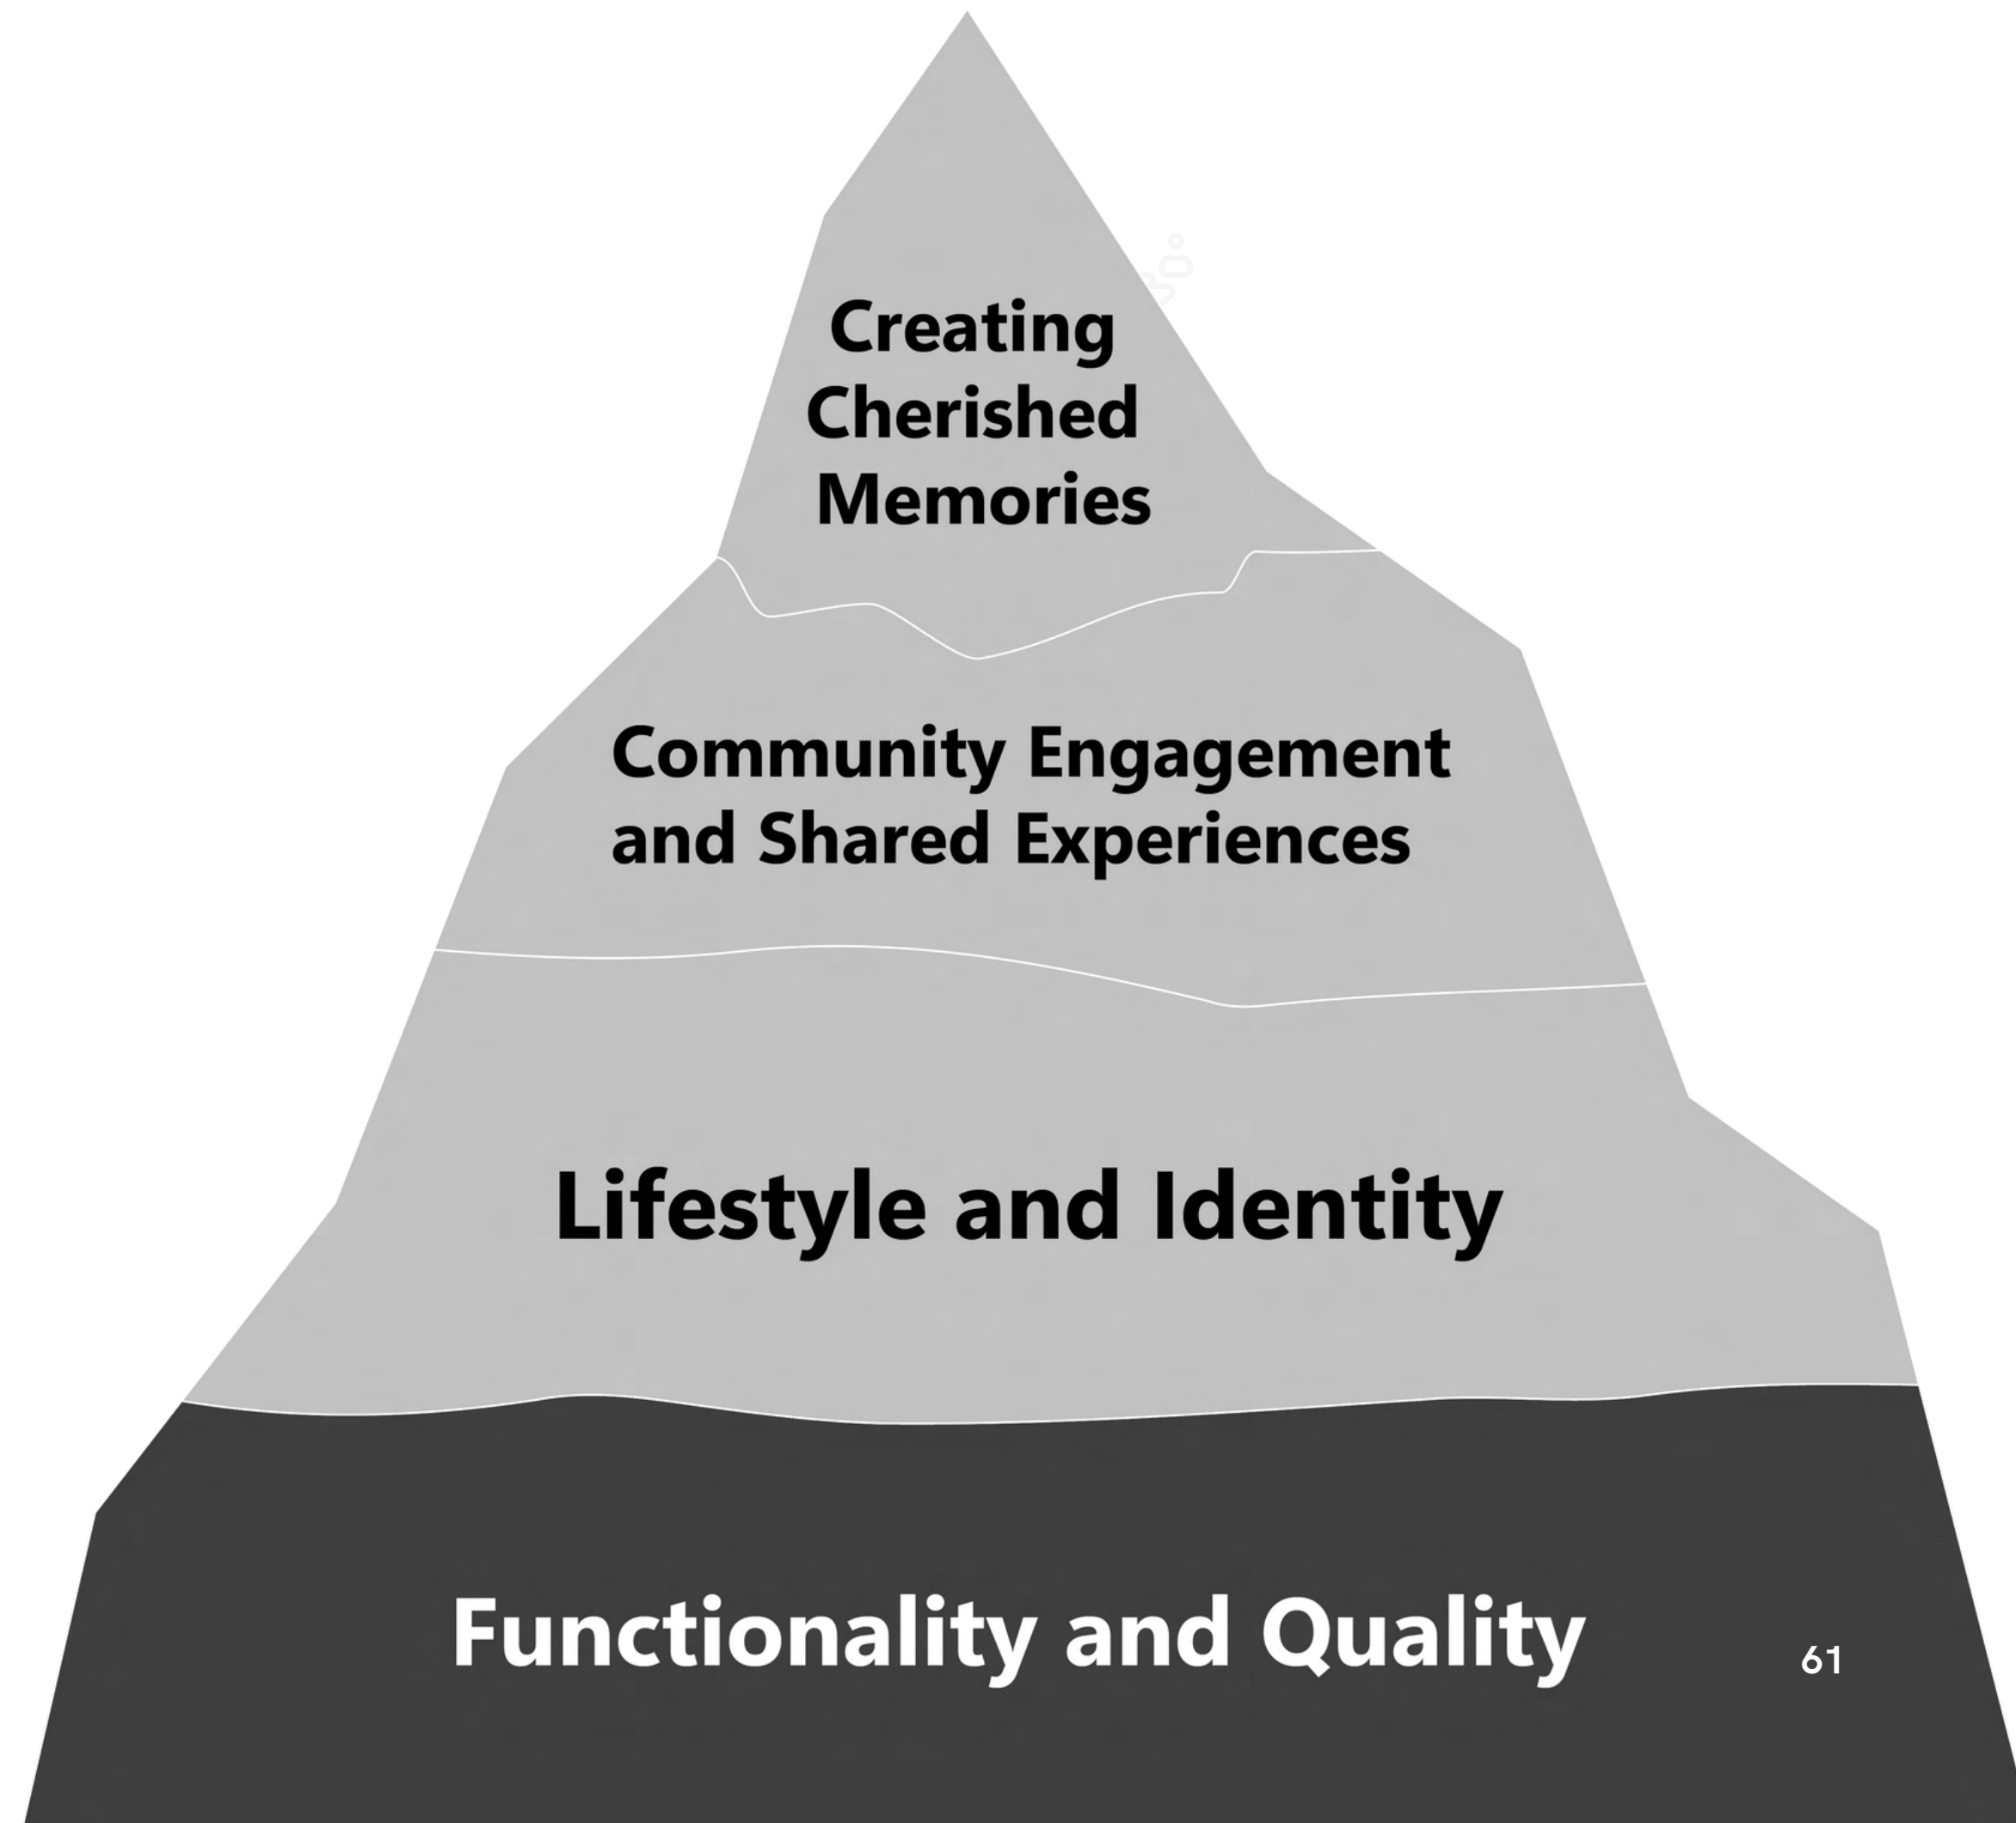 Creating
Cherished
Memories
Community Engagement
and Shared Experiences
Lifestyle and Identity
Functionality and Quality
61